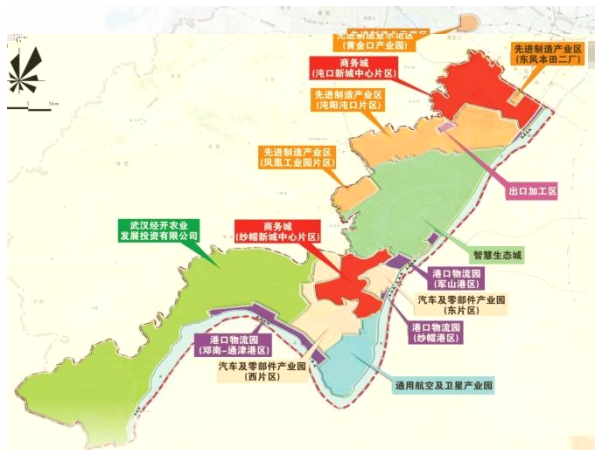 先进制造业示范区
(黄金口产业园)
先进制造产业区
(东风本田二厂)
商务城
(沌口新城中心片区)
先进制造产业区
(沌阳沌口片区)
先进制造产业区
(凤凰工业园片区)
出口加工区
武汉经开农业
发展投资有限公司
商务城
(纱帽新城中心片区)
智慧生态城
港口物流园
(军山港区)
汽车及零部件产业园
(东片区)
港口物流园
(纱帽港区)
港口物流园
(邓南-通津港区)
汽车及零部件产业园
(西片区)
通用航空及卫星产业园